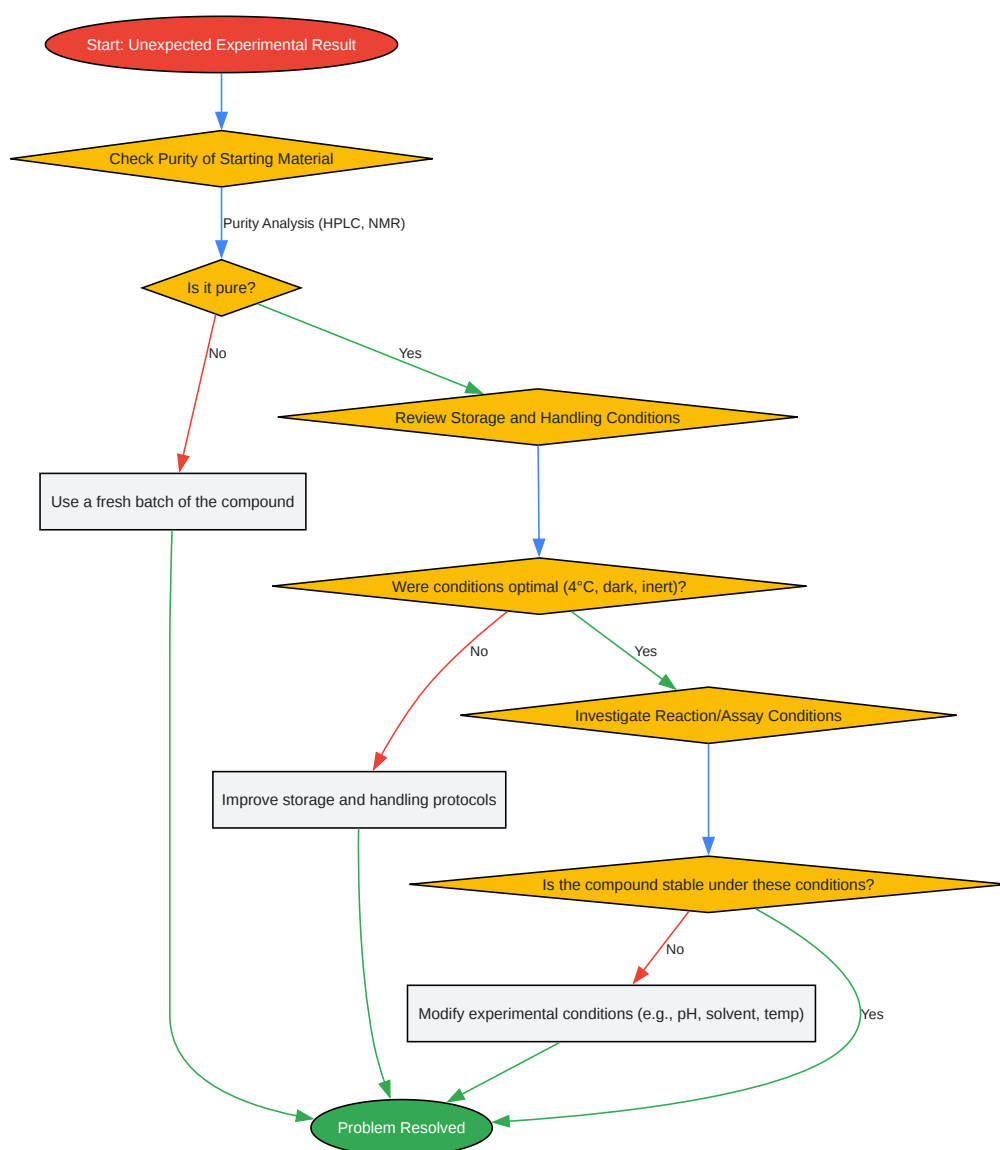 Start: Unexpected Experimental Result
Check Purity of Starting Material
Purity Analysis (HPLC, NMR)
Is it pure?
No
Yes
Review Storage and Handling Conditions
Use a fresh batch of the compound
Were conditions optimal (4°C, dark, inert)?
No
Yes
Investigate Reaction/Assay Conditions
Improve storage and handling protocols
Is the compound stable under these conditions?
No
Modify experimental conditions (e.g., pH, solvent, temp)
Yes
Problem Resolved